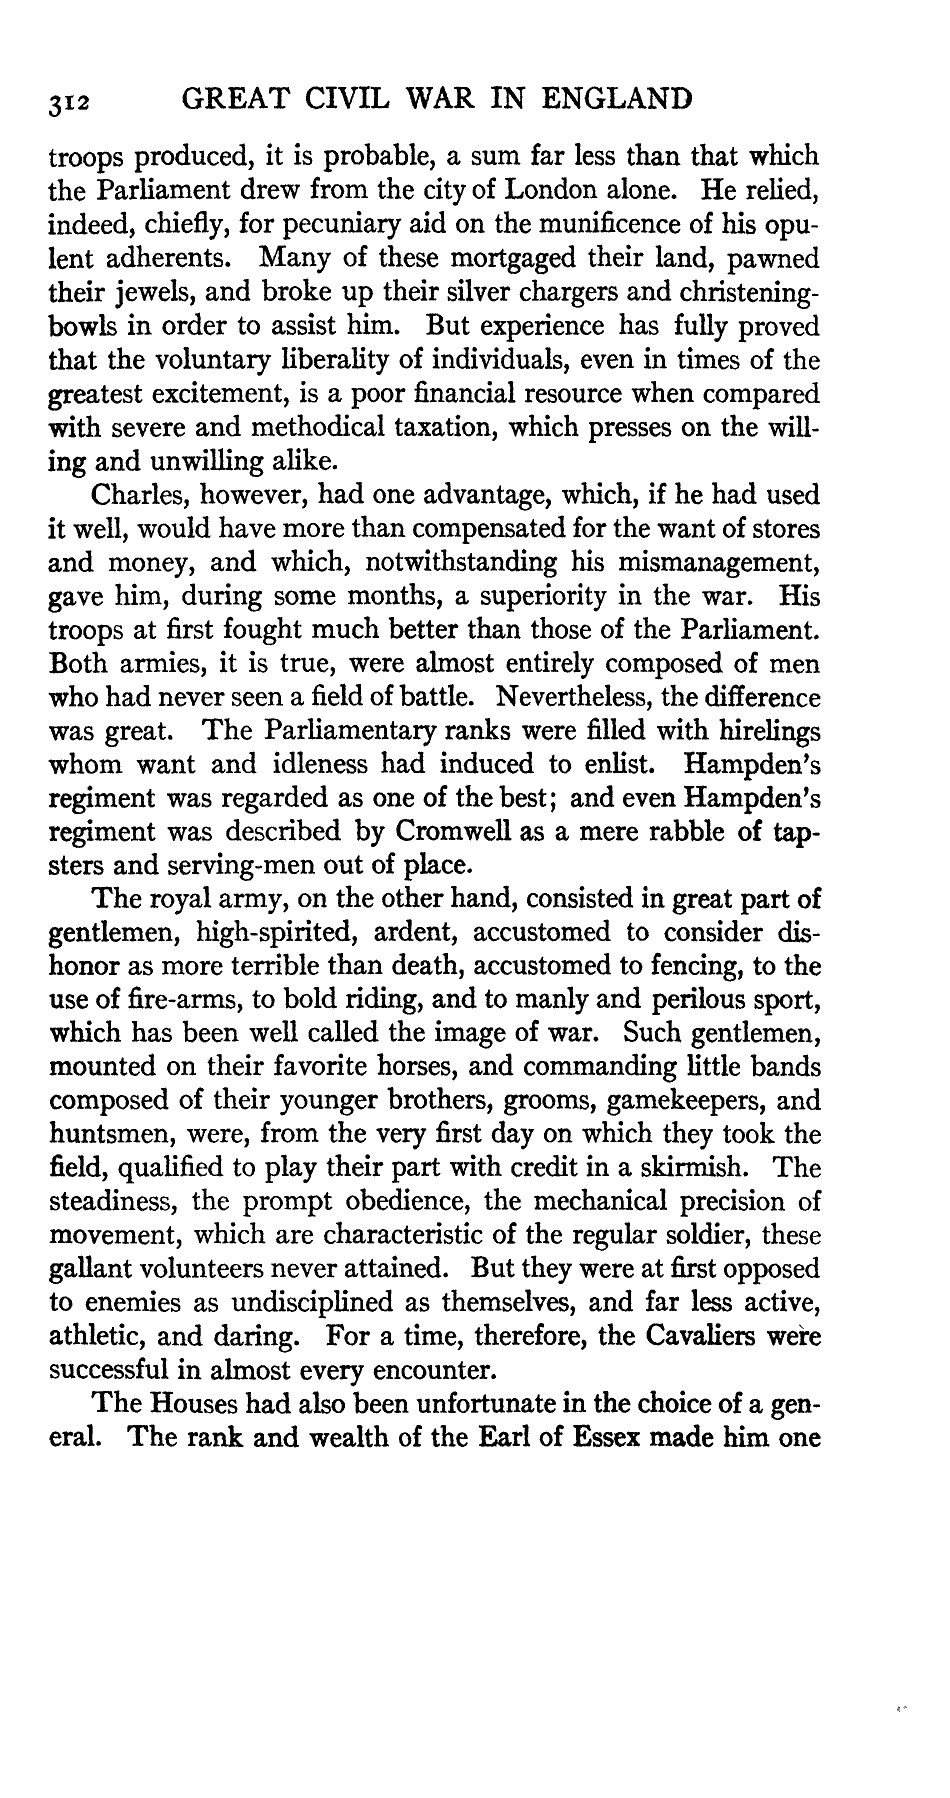 312 GREAT CIVIL WAR IN ENGLAND
troops produced, it is probable, a sum far less than that which
the Parliament drew from the city of London alone. He relied,
indeed, chiefly, for pecuniary aid on the munificence of his opu-
lent adherents. Many of these mortgaged their land, pawned
their jewels, and broke up their silver chargers and christening-
bowls in order to assist him. But experience has fully proved
that the voluntary liberality of individuals, even in times of the
greatest excitement, is a poor financial resource when compared
with severe and methodical taxation, which presses on the will-
ing and unwilling alike.
Charles, however, had one advantage, which, if he had used
it well, would have more than compensated for the want of stores
and money, and which, notwithstanding his mismanagement,
gave him, during some months, a superiority in the war. His
troops at first fought much better than those of the Parliament.
Both armies, it is true, were almost entirely composed of men
who had never seen a field of battle. Nevertheless, the difference
was great. The Parliamentary ranks were filled with hirelings
whom want and idleness had induced to enlist. Hampden's
regiment was regarded as one of the best; and even Hampden's
regiment was described by Cromwell as a mere rabble of tap-
sters and serving-men out of place.
The royal army, on the other hand, consisted in great part of
gentlemen, high-spirited, ardent, accustomed to consider dis-
honor as more terrible than death, accustomed to fencing, to the
use of fire-arms, to bold riding, and to manly and perilous sport,
which has been well called the image of war. Such gentlemen,
mounted on their favorite horses, and commanding little bands
composed of their younger brothers, grooms, gamekeepers, and
huntsmen, were, from the very first day on which they took the
field, qualified to play their part with credit in a skirmish. The
steadiness, the prompt obedience, the mechanical precision of
movement, which are characteristic of the regular soldier, these
gallant volunteers never attained. But they were at first opposed
to enemies as undisciplined as themselves, and far less active,
athletic, and daring. For a time, therefore, the Cavaliers were
successful in almost every encounter.
The Houses had also been unfortunate in the choice of a gen-
eral. The rank and wealth of the Earl of Essex made him one